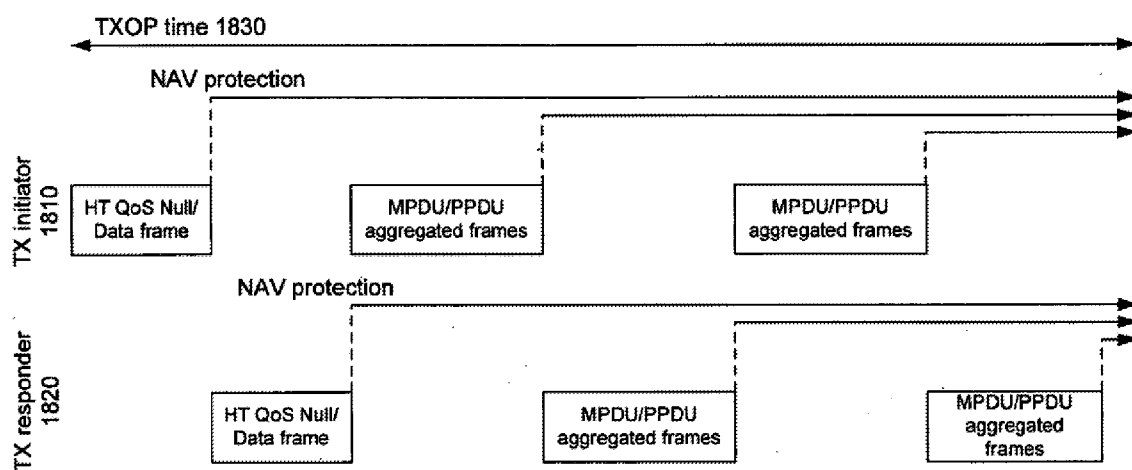 TXOP time 1830
NAV protection
TX initiator
1810
HT QoS Null/
Data frame
MPDU/PPDU
aggregated frames
MPDU/PPDU
aggregated frames
NAV protection
TX responder
1820
HT QoS Null/
Data frame
MPDU/PPDU
aggregated frames
MPDU/PPDU
aggregated
frames